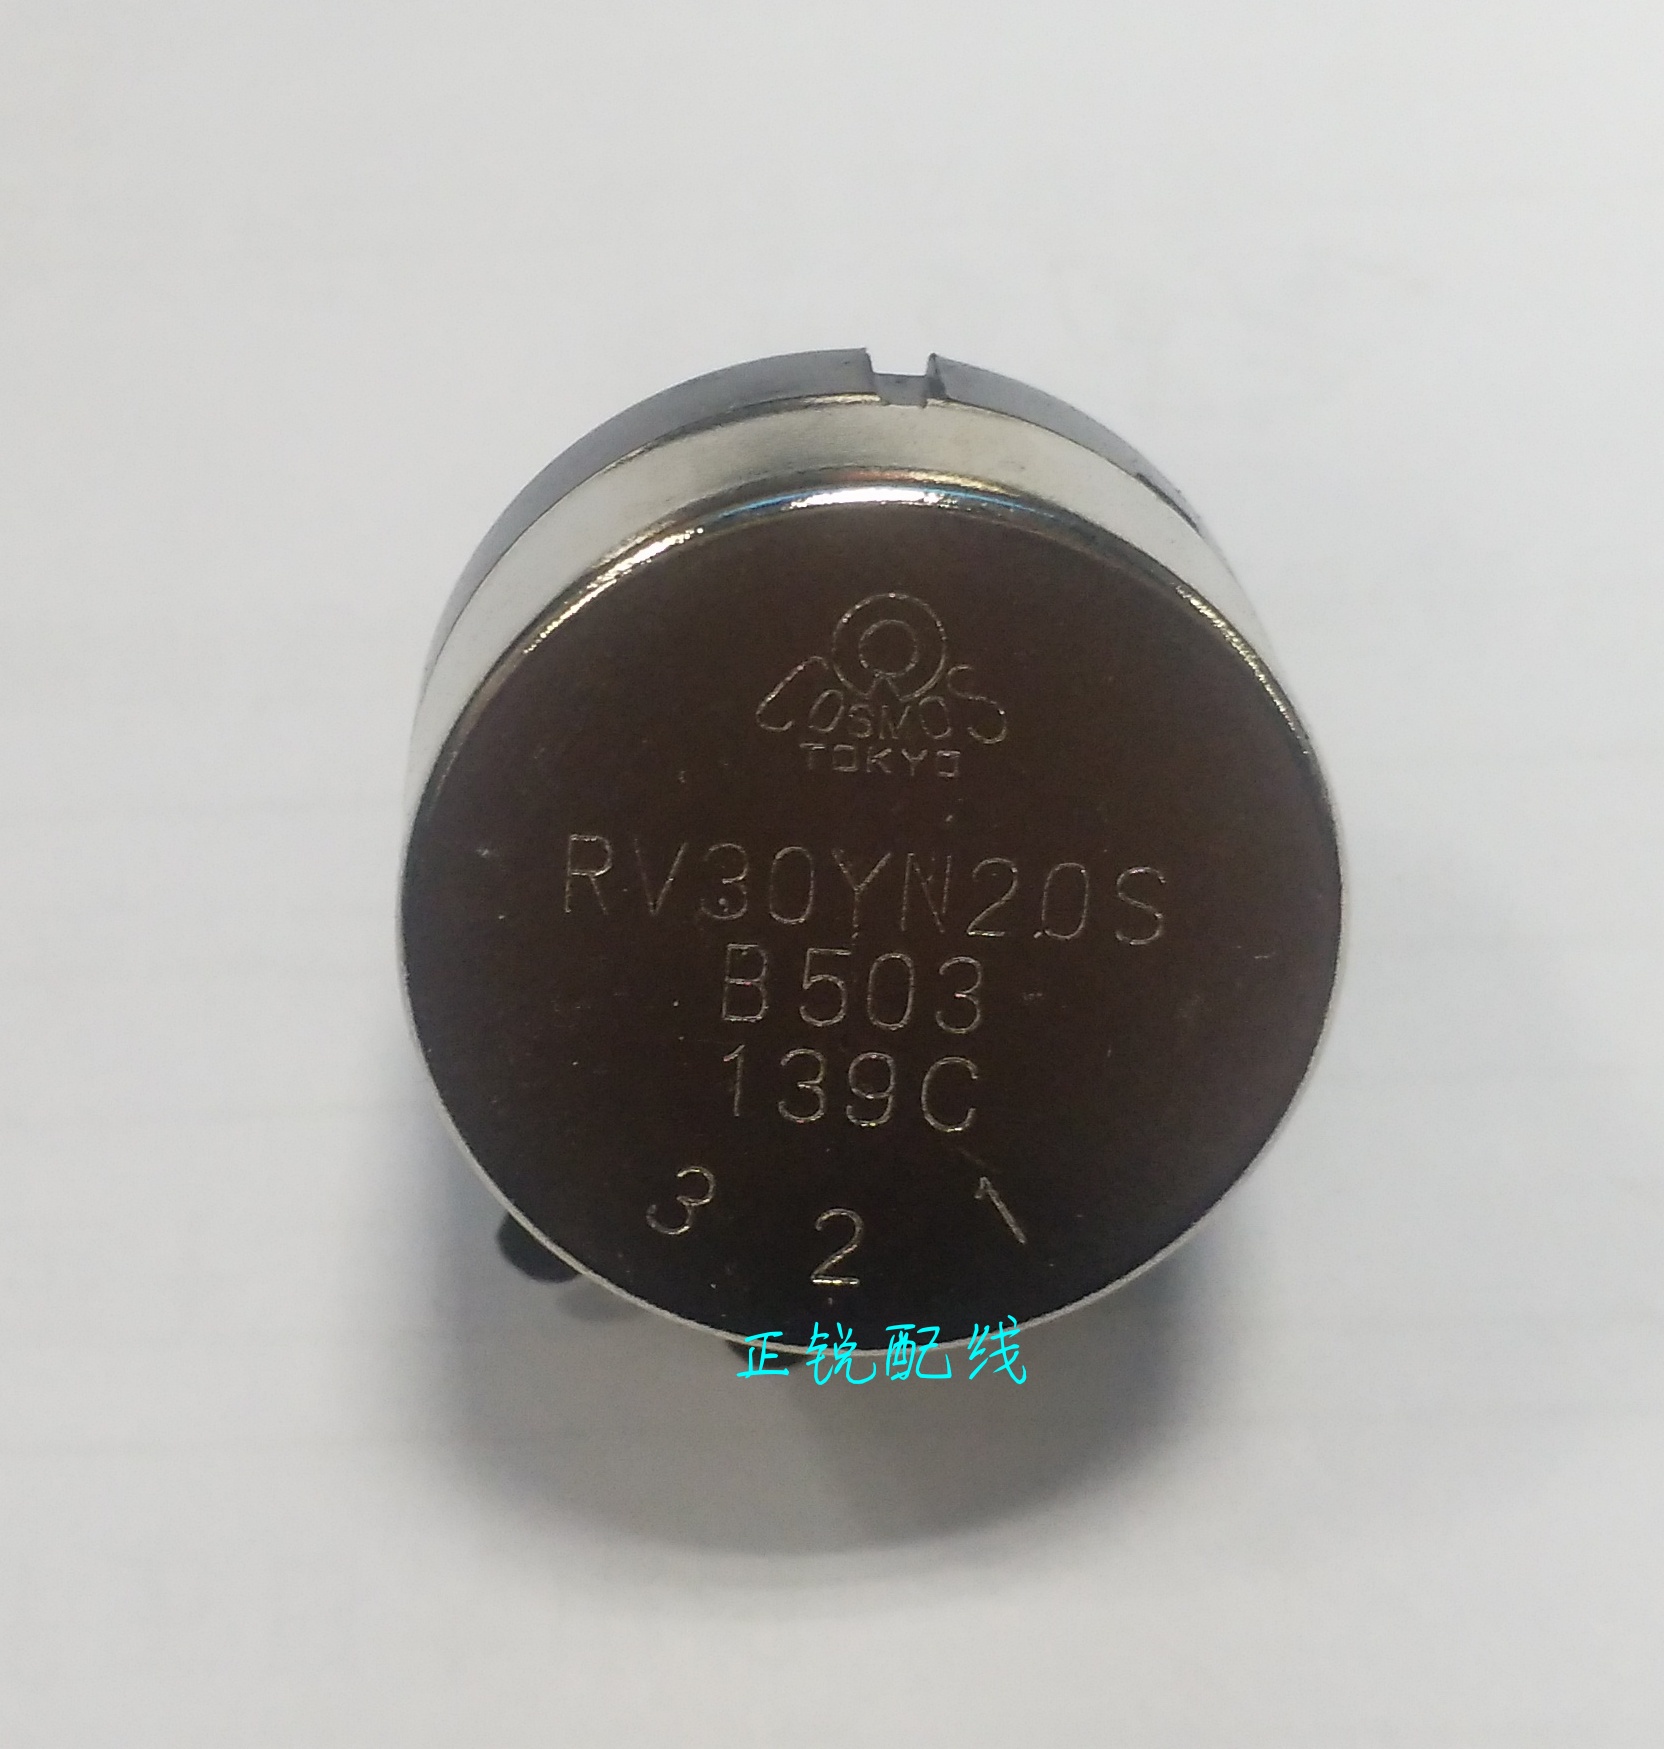 COSMOS
TOKYO
RV30YN20S
B503
139C
3 2 1
正锐配线